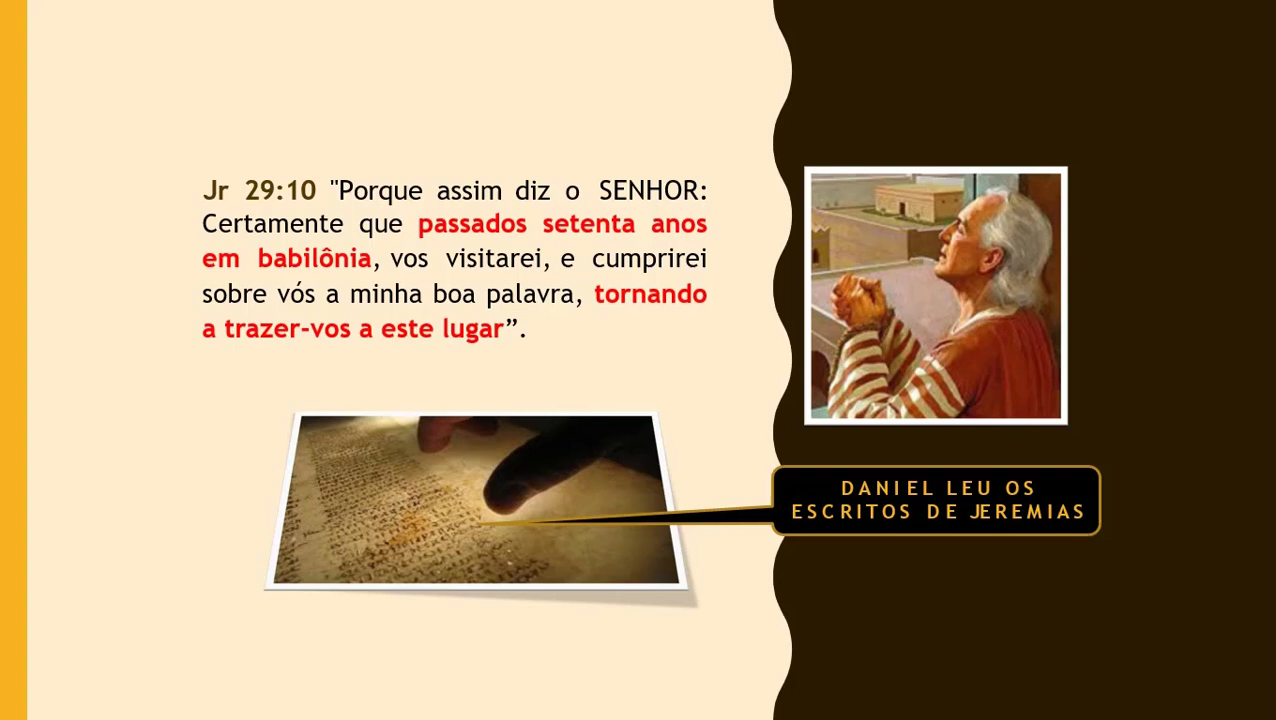 Jr 29:10 "Porque assim diz o SENHOR:
Certamente que passados setenta anos
em babilônia, vos visitarei, e cumprirei
sobre vós a minha boa palavra, tornando
a trazer-vos a este lugar”.
DANIEL LEU OS
ESCRITOS DE JEREMIAS